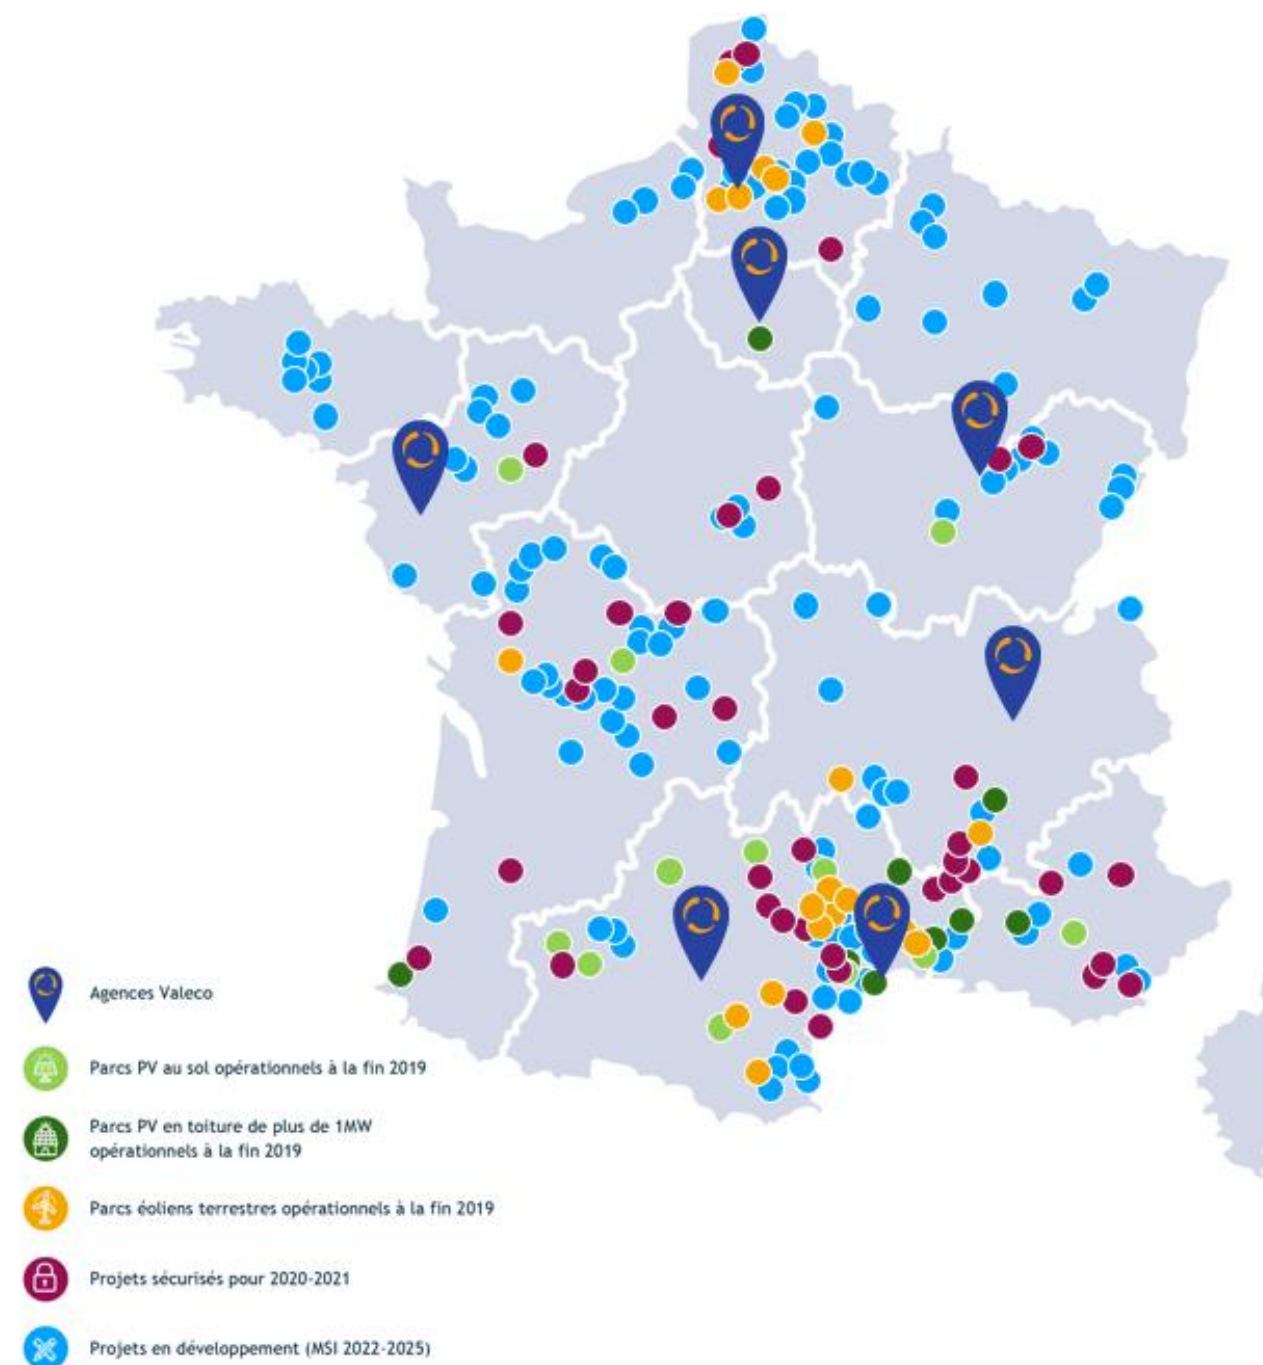 Agences Valeco
Parcs PV au sol opérationnels à la fin 2019
Parcs PV en toiture de plus de 1MW
opérationnels à la fin 2019
Parcs éoliens terrestres opérationnels à la fin 2019
Projets sécurisés pour 2020-2021
Projets en développement (MSI 2022-2025)